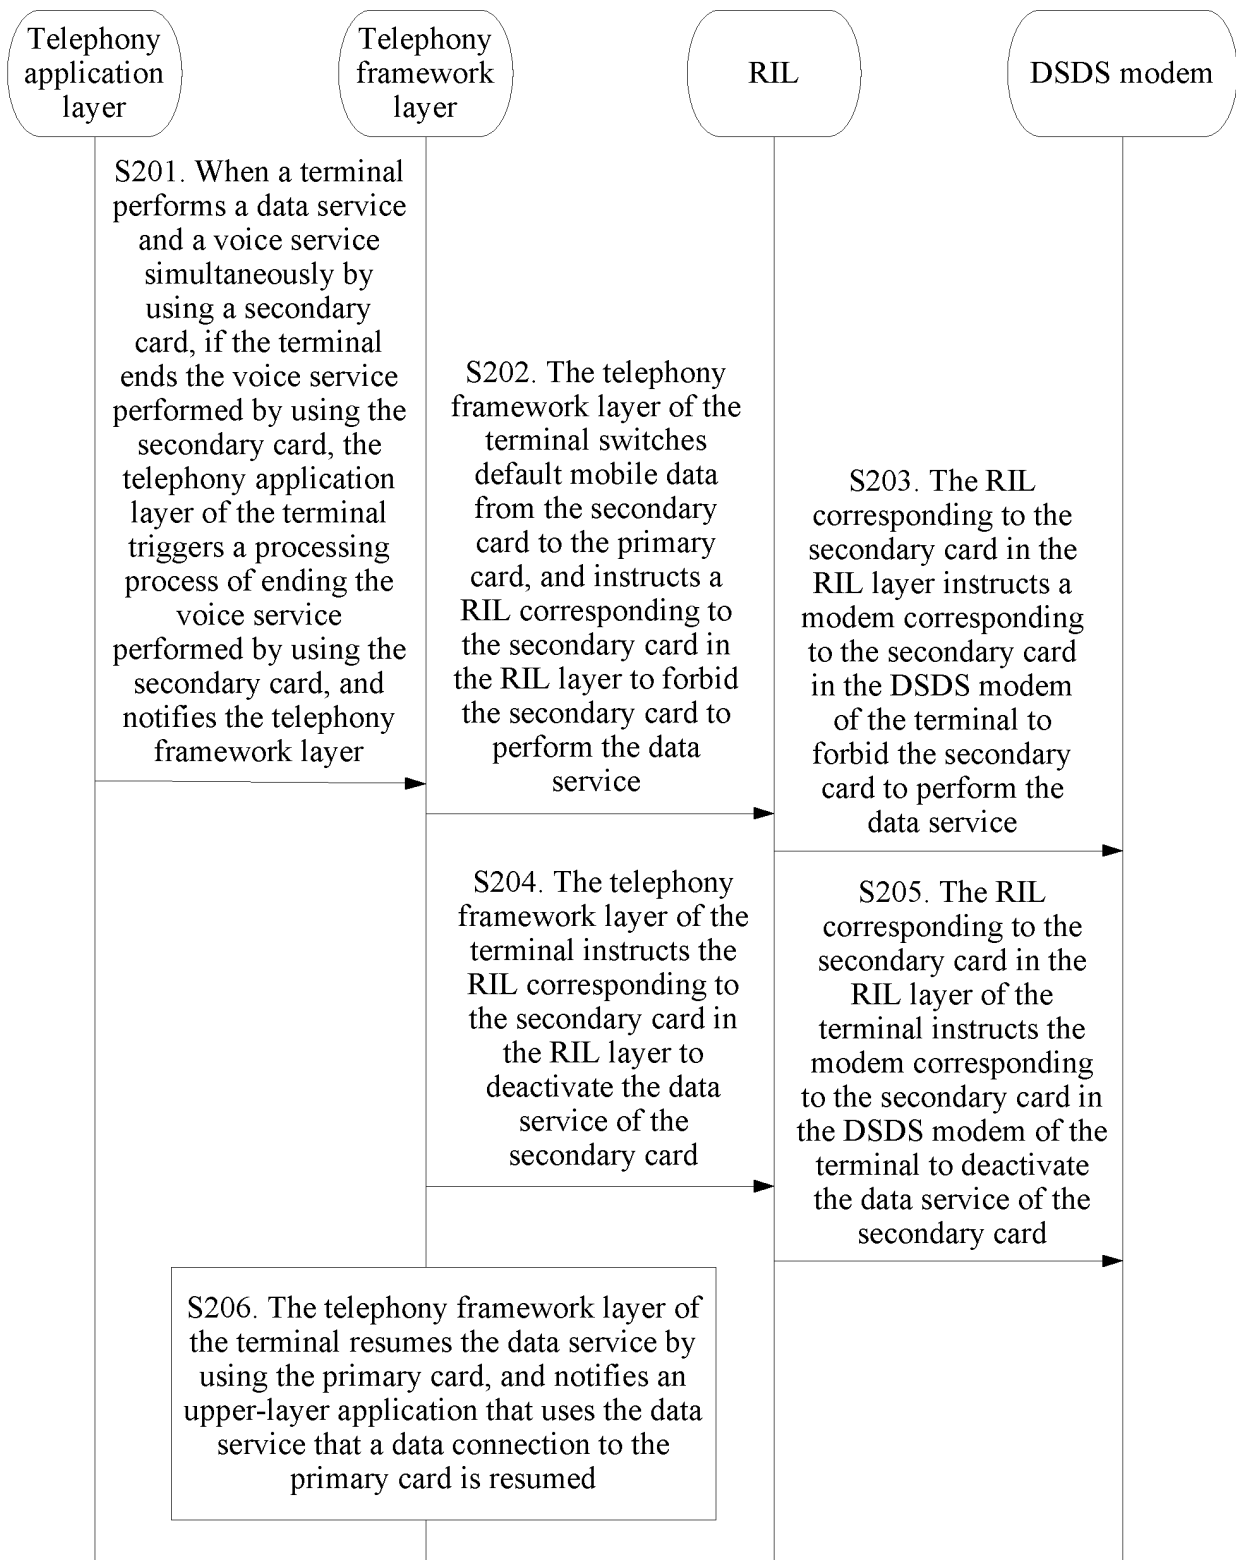 Telephony
application
layer
Telephony
framework
layer
RIL
DSDS modem
S201. When a terminal
performs a data service
and a voice service
simultaneously by
using a secondary
card, if the terminal
ends the voice service
performed by using the
secondary card, the
telephony application
layer of the terminal
triggers a processing
process of ending the
voice service
performed by using the
secondary card, and
notifies the telephony
framework layer
S202. The telephony
framework layer of the
terminal switches
default mobile data
from the secondary
card to the primary
card, and instructs a
RIL corresponding to
the secondary card in
the RIL layer to forbid
the secondary card to
perform the data
service
S203. The RIL
corresponding to the
secondary card in the
RIL layer instructs a
modem corresponding
to the secondary card
in the DSDS modem
of the terminal to
forbid the secondary
card to perform the
data service
S204. The telephony
framework layer of the
terminal instructs the
RIL corresponding to
the secondary card in
the RIL layer to
deactivate the data
service of the
secondary card
S205. The RIL
corresponding to the
secondary card in the
RIL layer of the
terminal instructs the
modem corresponding
to the secondary card in
the DSDS modem of the
terminal to deactivate
the data service of the
secondary card
S206. The telephony framework layer of
the terminal resumes the data service by
using the primary card, and notifies an
upper-layer application that uses the data
service that a data connection to the
primary card is resumed